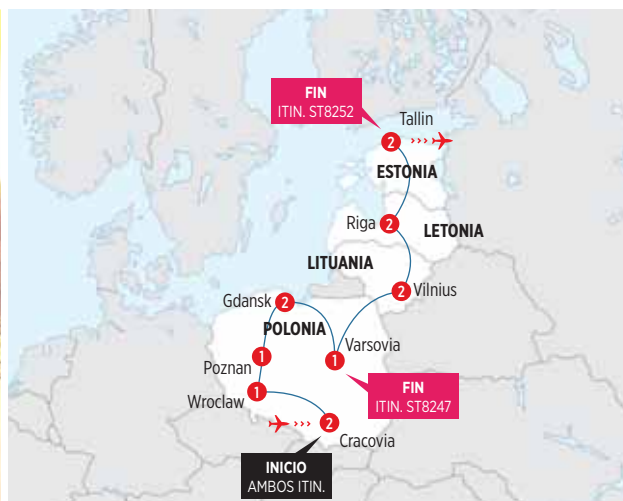 FIN
ITIN. ST8252
Tallin
2
ESTONIA
Riga
2
LETONIA
LITUANIA
2
Vilnius
Gdansk
2
POLONIA
Varsovia
1
Poznan
1
FIN
ITIN. ST8247
Wroclaw
1
2
Cracovia
INICIO
AMBOS ITIN.